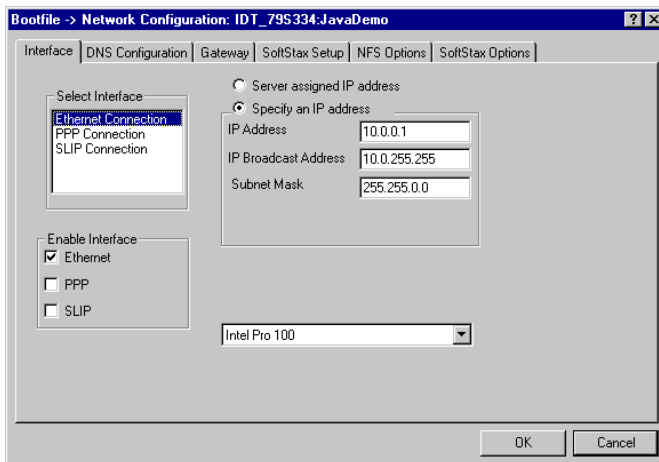 Bootfile -> Network Configuration: IDT_79S334:JavaDemo
Interface DNS Configuration Gateway SoftStax Setup NFS Options SoftStax Options
Select Interface
Ethernet Connection
PPP Connection
SLIP Connection
Server assigned IP address
Specify an IP address
IP Address 10.0.0.1
IP Broadcast Address 10.0.255.255
Subnet Mask 255.255.0.0
Enable Interface
Ethernet
PPP
SLIP
Intel Pro 100
OK Cancel